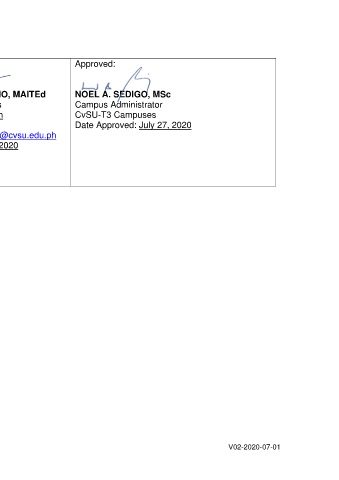 Approved:
IO, MAITEd
NOEL A. SEDIGO, MSc
Campus Administrator
CvSU-T3 Campuses
Date Approved: July 27, 2020
@cvsu.edu.ph
2020
V02-2020-07-01